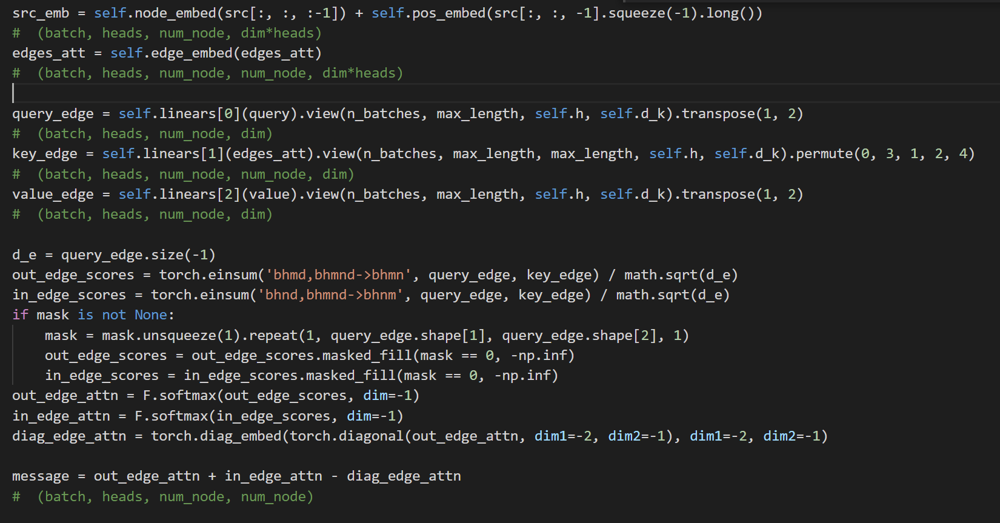 src_emb = self.node_embed(src[:, :, :-1]) + self.pos_embed(src[:, :, -1].squeeze(-1).long())
#  (batch, heads, num_node, dim*heads)
edges_att = self.edge_embed(edges_att)
#  (batch, heads, num_node, num_node, dim*heads)
query_edge = self.linears[0](query).view(n_batches, max_length, self.h, self.d_k).transpose(1, 2)
#  (batch, heads, num_node, dim)
key_edge = self.linears[1](edges_att).view(n_batches, max_length, max_length, self.h, self.d_k).permute(0, 3, 1, 2, 4)
#  (batch, heads, num_node, num_node, dim)
value_edge = self.linears[2](value).view(n_batches, max_length, self.h, self.d_k).transpose(1, 2)
#  (batch, heads, num_node, dim)
d_e = query_edge.size(-1)
out_edge_scores = torch.einsum('bhmd,bhmnd->bhmn', query_edge, key_edge) / math.sqrt(d_e)
in_edge_scores = torch.einsum('bhnd,bhmnd->bhnm', query_edge, key_edge) / math.sqrt(d_e)
if mask is not None:
    mask = mask.unsqueeze(1).repeat(1, query_edge.shape[1], query_edge.shape[2], 1)
    out_edge_scores = out_edge_scores.masked_fill(mask == 0, -np.inf)
    in_edge_scores = in_edge_scores.masked_fill(mask == 0, -np.inf)
out_edge_attn = F.softmax(out_edge_scores, dim=-1)
in_edge_attn = F.softmax(in_edge_scores, dim=-1)
diag_edge_attn = torch.diag_embed(torch.diagonal(out_edge_attn, dim1=-2, dim2=-1), dim1=-2, dim2=-1)
message = out_edge_attn + in_edge_attn - diag_edge_attn
#  (batch, heads, num_node, num_node)